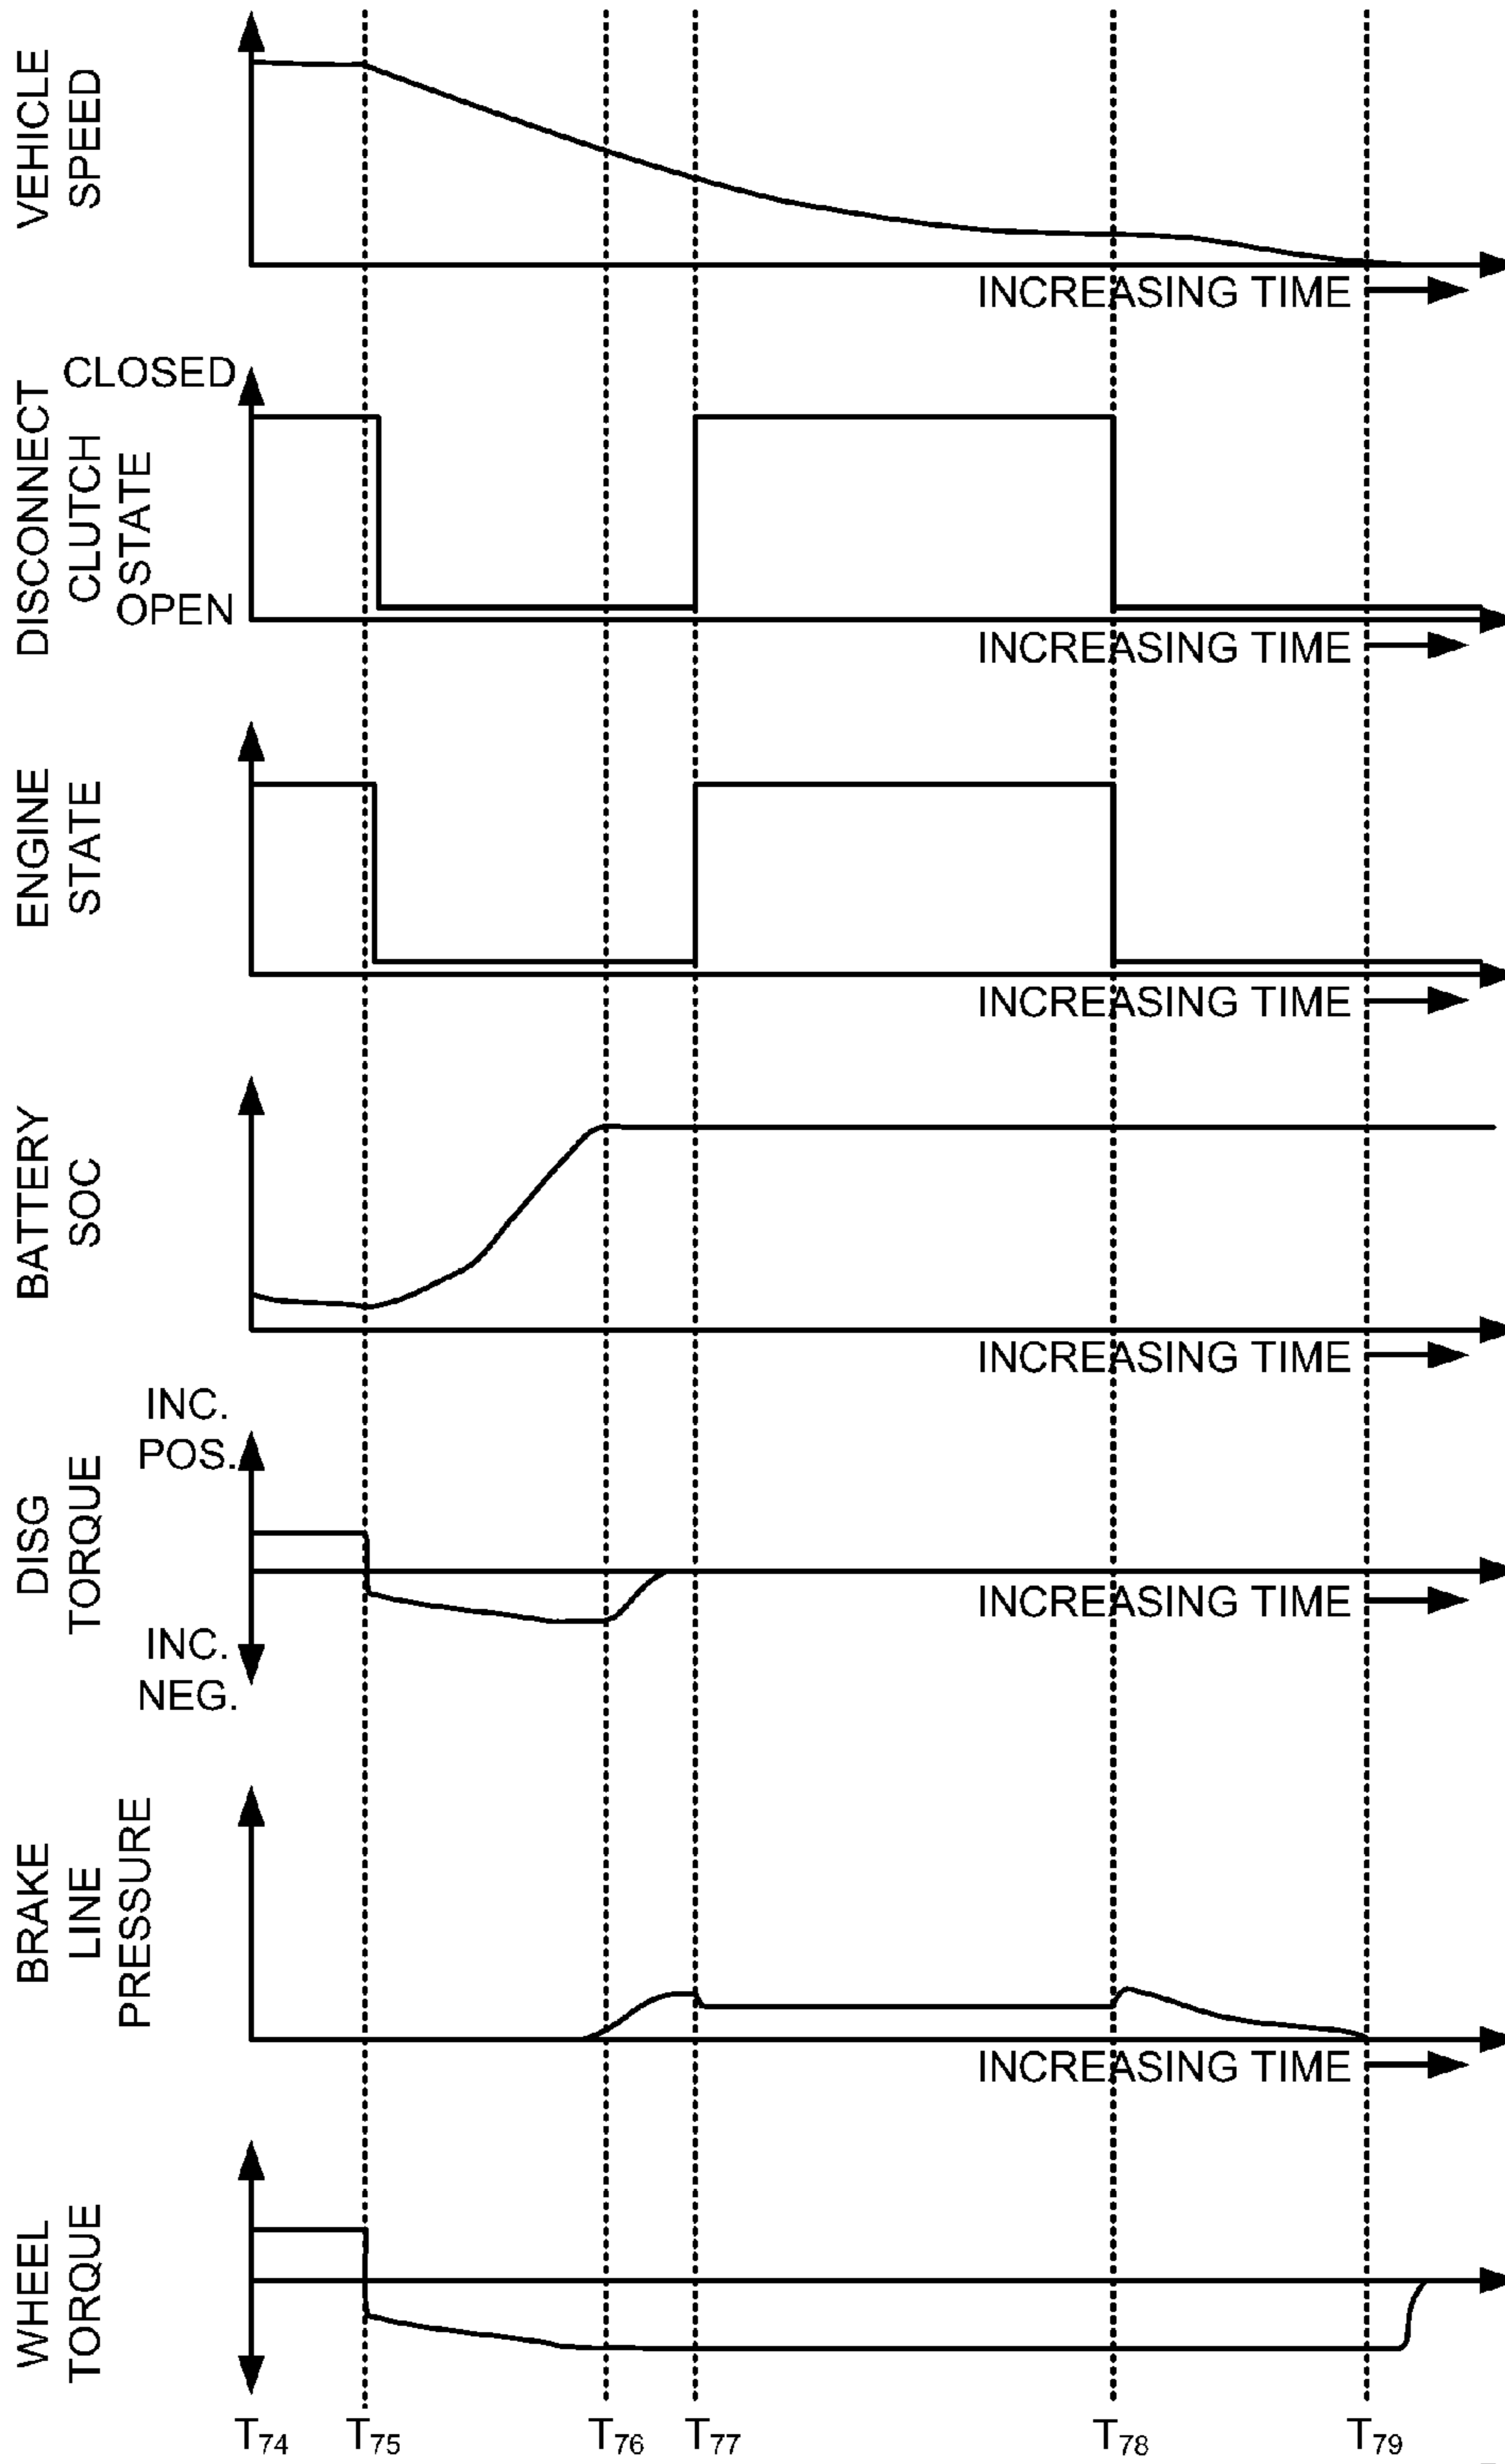 VEHICLE
SPEED
INCREASING TIME
DISCONNECT
CLUTCH
STATE
CLOSED
OPEN
INCREASING TIME
ENGINE
STATE
INCREASING TIME
BATTERY
SOC
INCREASING TIME
DISG
TORQUE
INC.
POS.
INC.
NEG.
INCREASING TIME
BRAKE
LINE
PRESSURE
INCREASING TIME
WHEEL
TORQUE
T74 T75 T76 T77 T78 T79